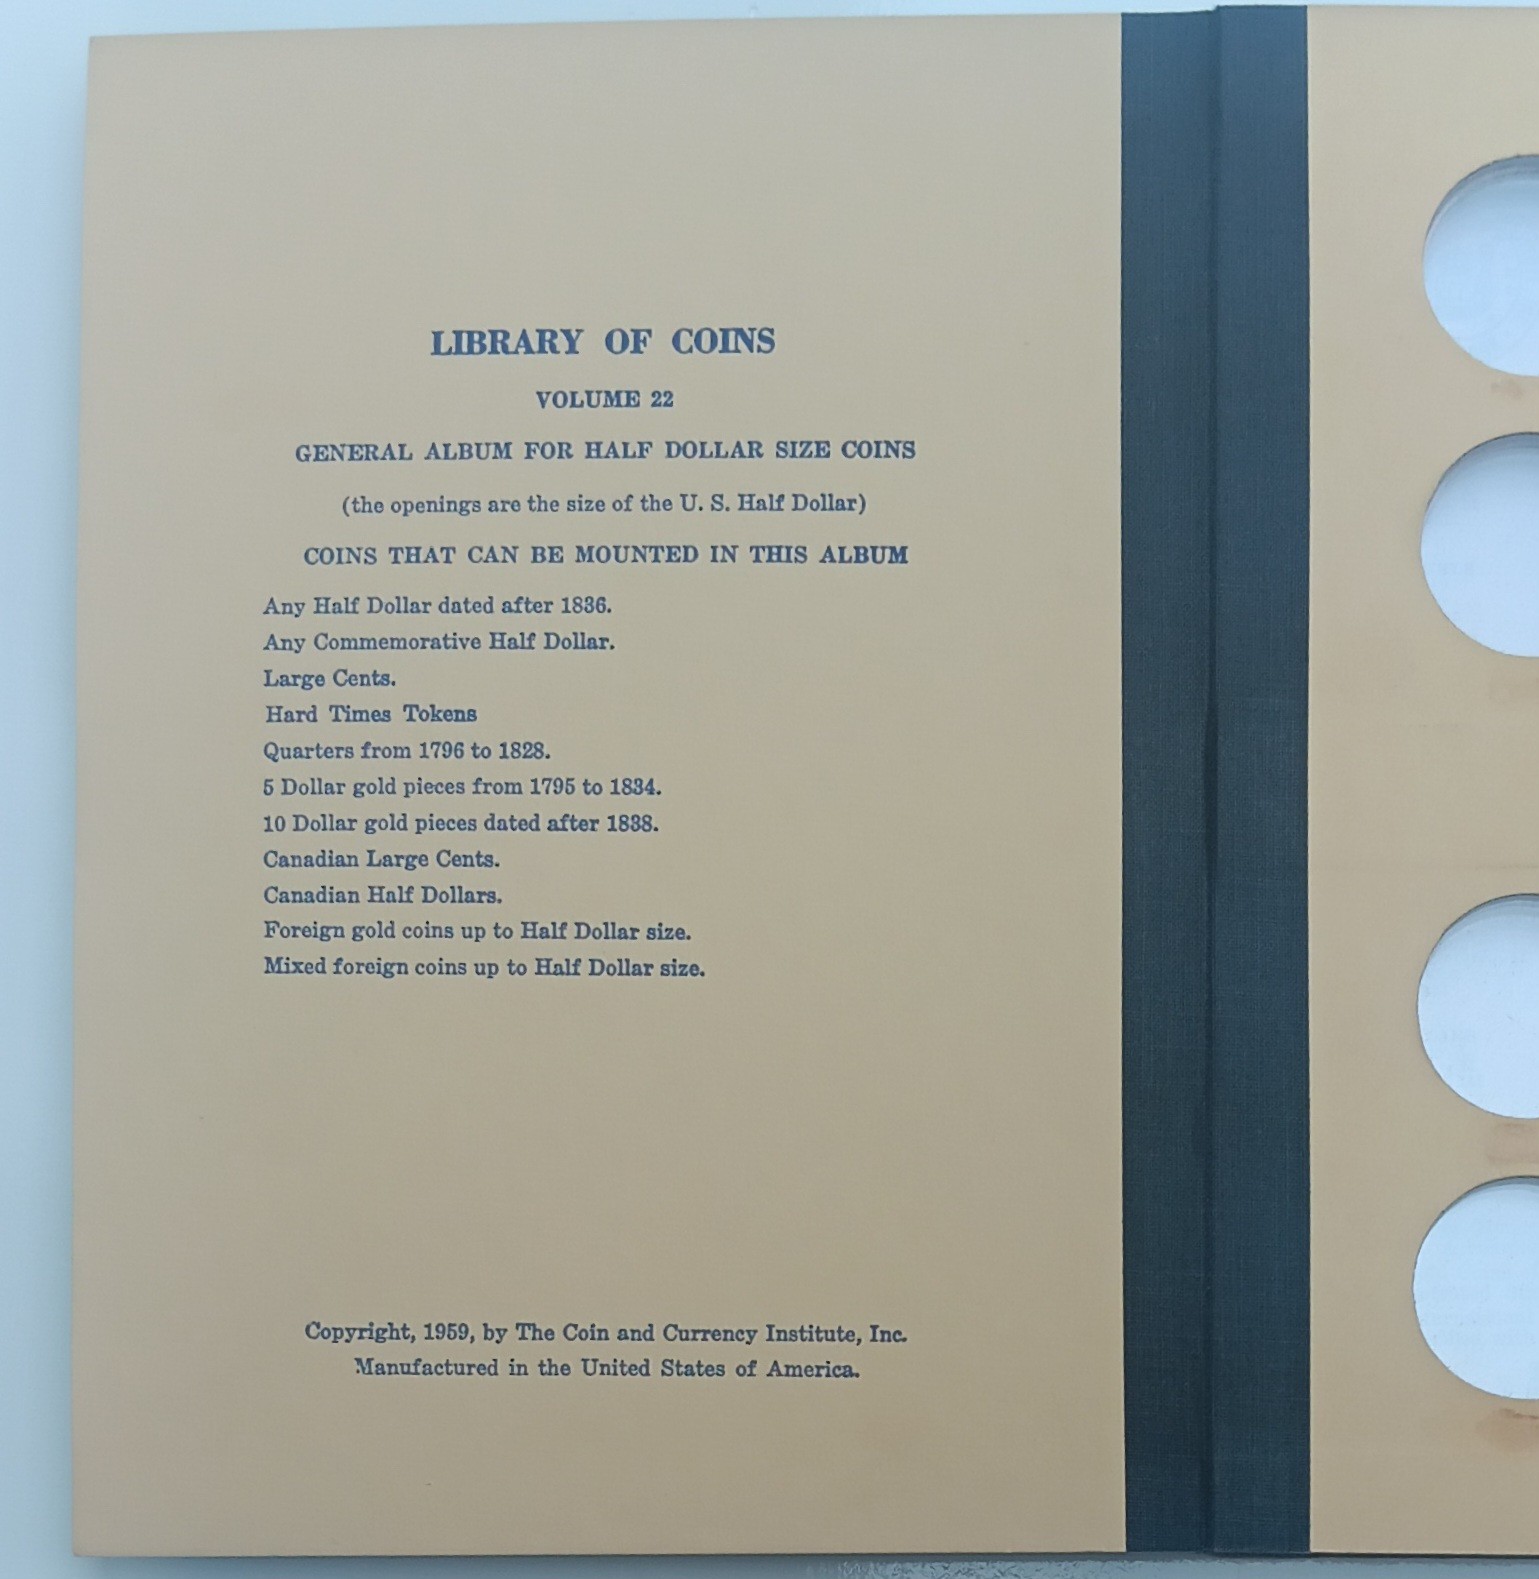 LIBRARY OF COINS
VOLUME 22
GENERAL ALBUM FOR HALF DOLLAR SIZE COINS
(the openings are the size of the U. S. Half Dollar)
COINS THAT CAN BE MOUNTED IN THIS ALBUM
Any Half Dollar dated after 1836.
Any Commemorative Half Dollar.
Large Cents.
Hard Times Tokens
Quarters from 1796 to 1828.
5 Dollar gold pieces from 1795 to 1834.
10 Dollar gold pieces dated after 1838.
Canadian Large Cents.
Canadian Half Dollars.
Foreign gold coins up to Half Dollar size.
Mixed foreign coins up to Half Dollar size.
Copyright, 1959, by The Coin and Currency Institute, Inc.
Manufactured in the United States of America.